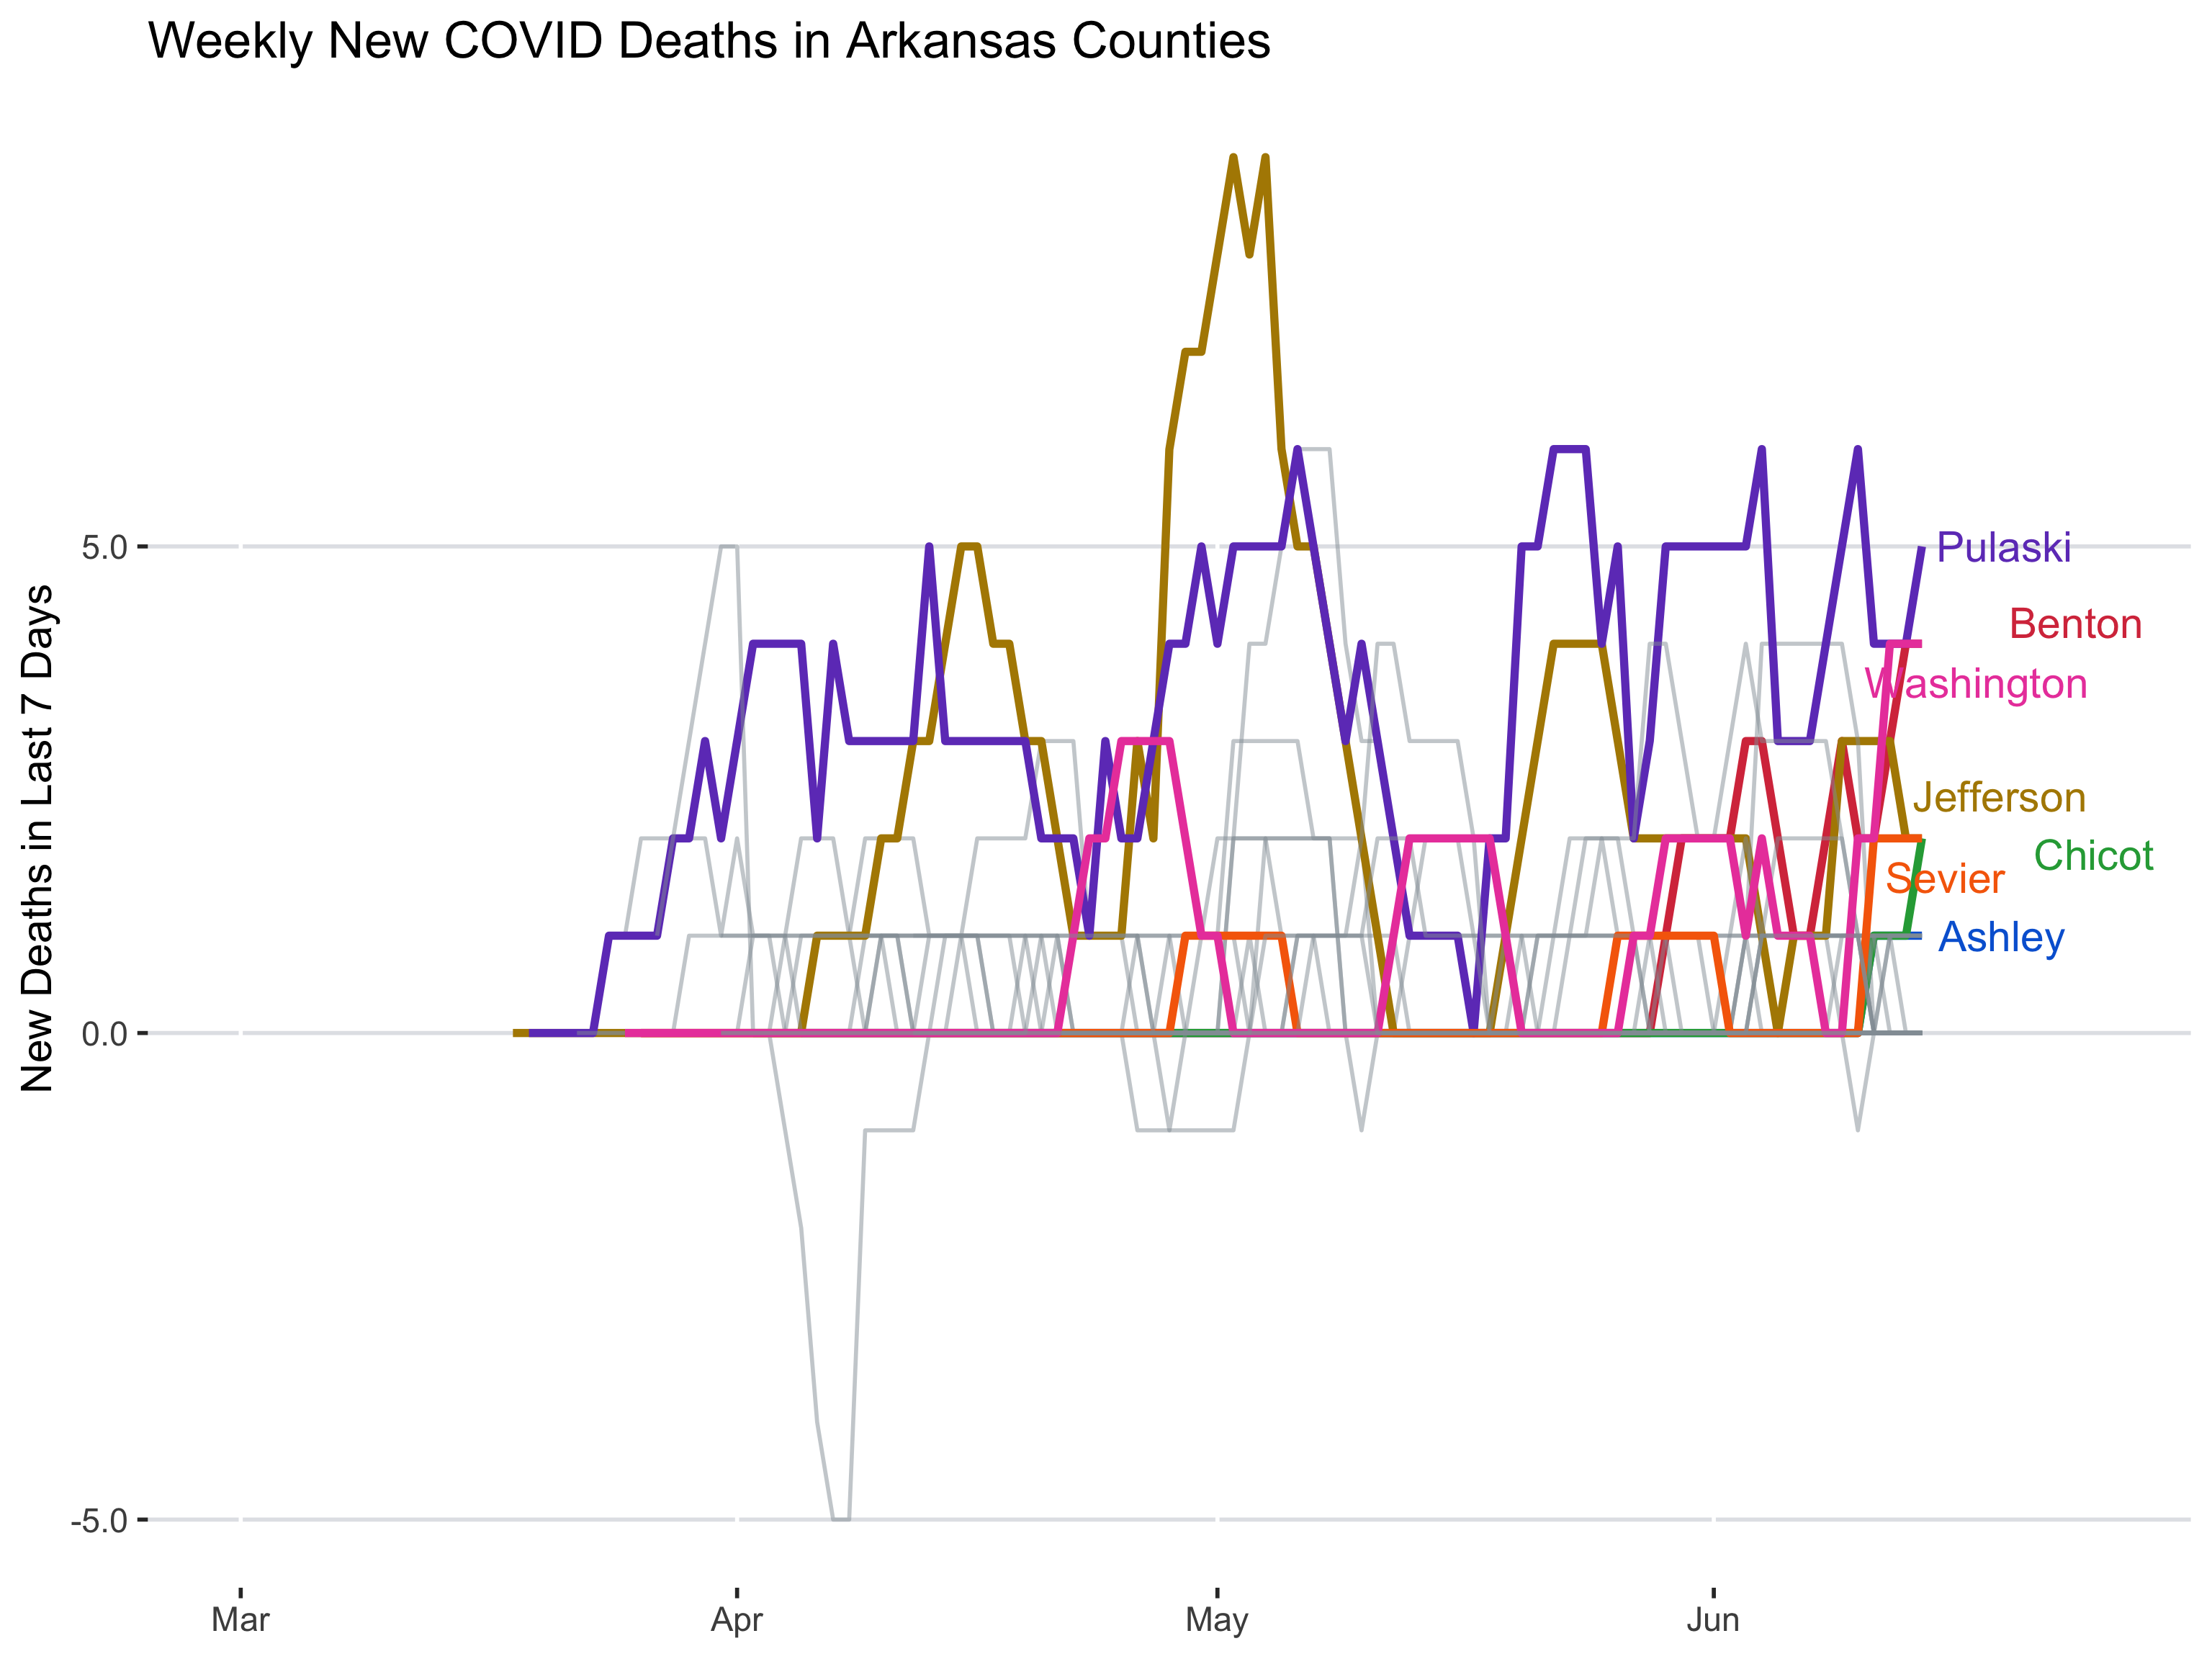 Weekly New COVID Deaths in Arkansas Counties
New Deaths in Last 7 Days
5.0
0.0
-5.0
Pulaski
Benton
Washington
Jefferson
Chicot
Sevier
Ashley
Mar
Apr
May
Jun